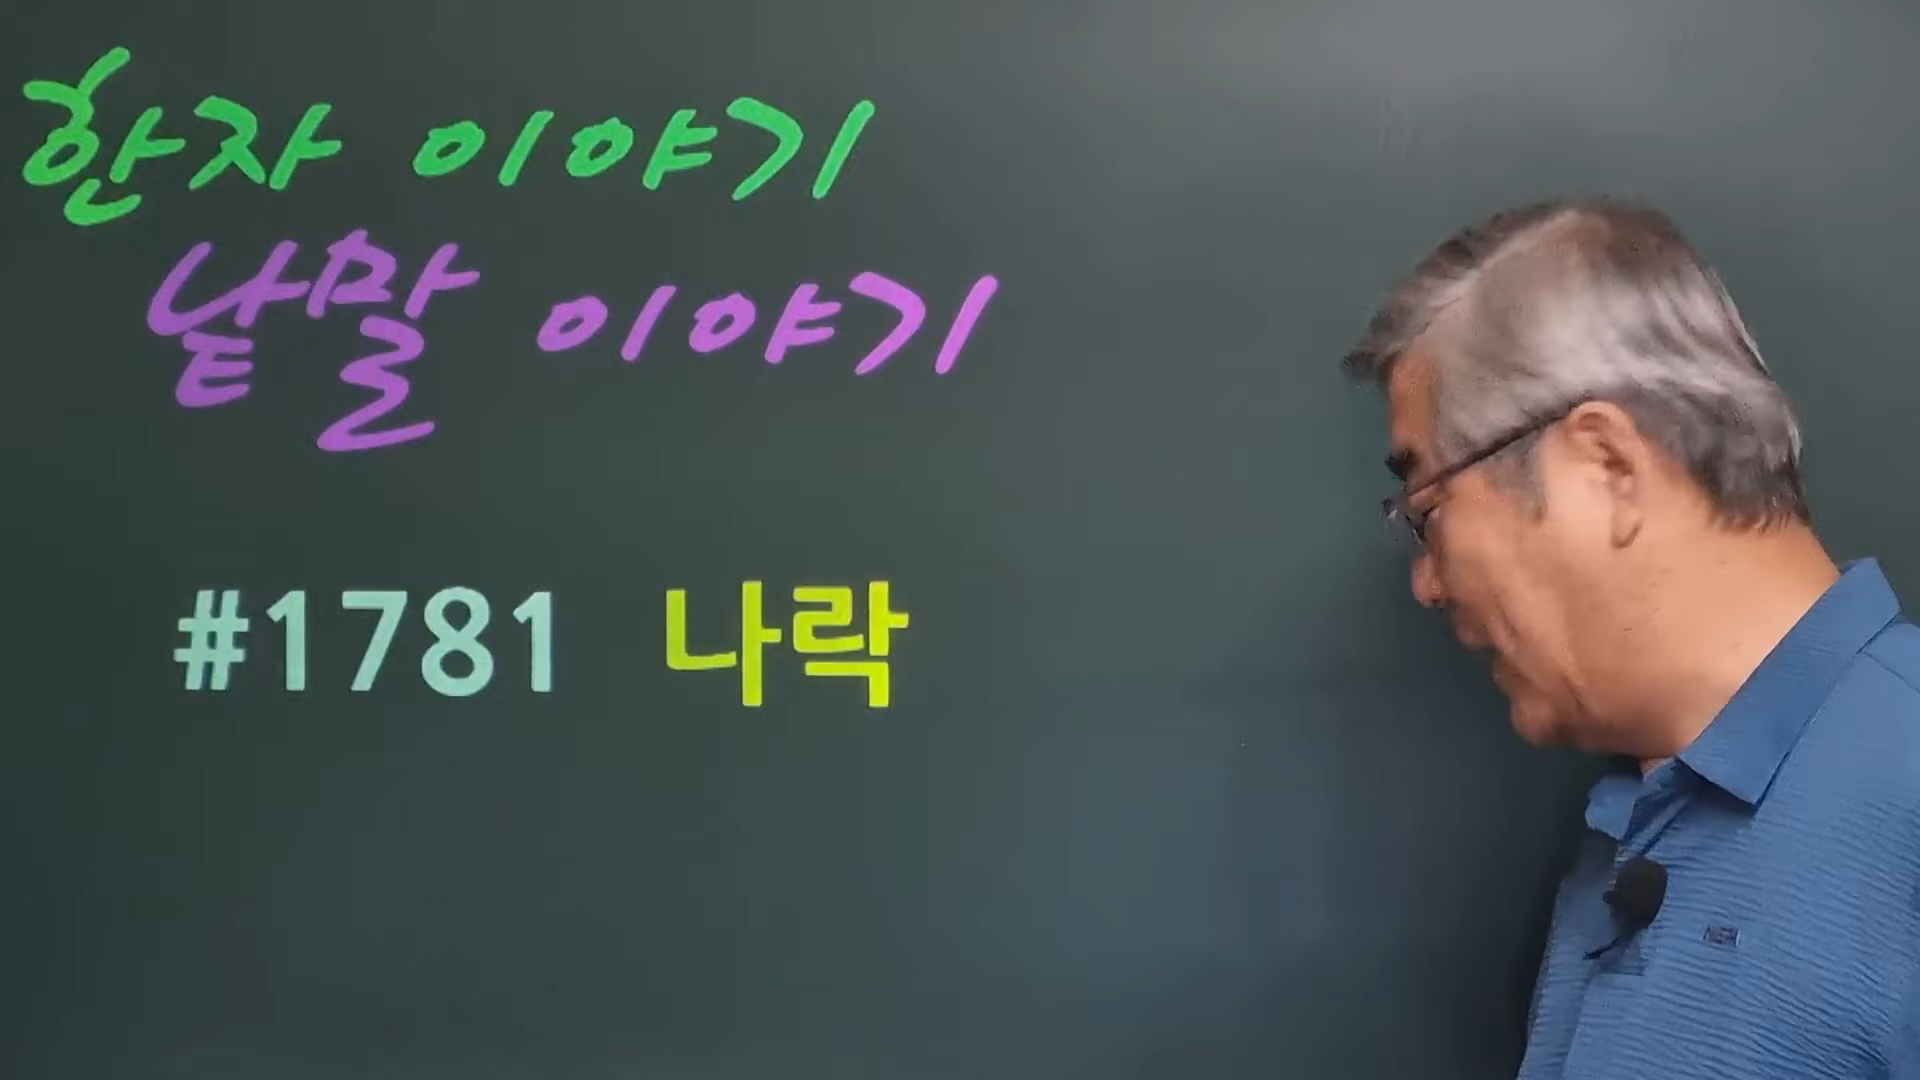 한자 이야기
낱말 이야기
#1781 나락